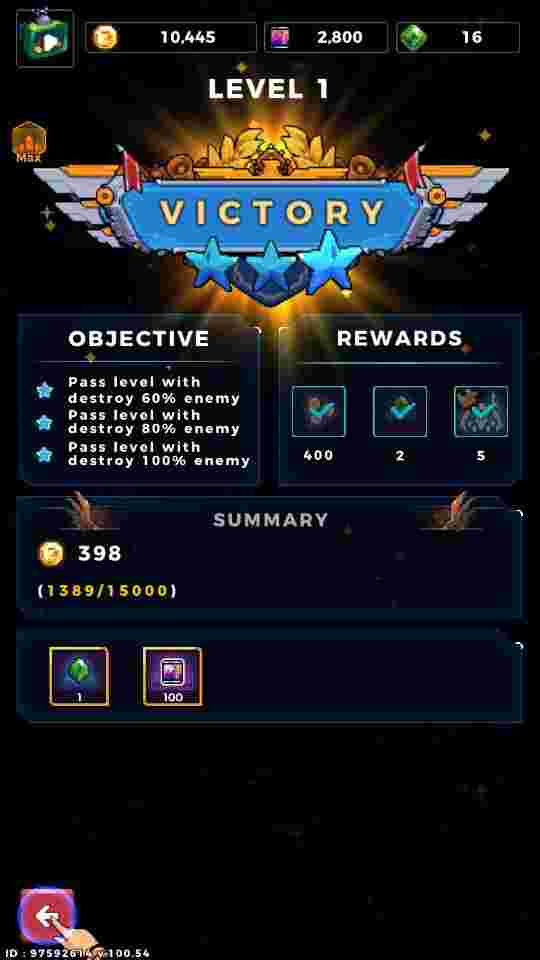 10,445
2,800
16
LEVEL 1
Max
VICTORY
OBJECTIVE
Pass level with
destroy 60% enemy
Pass level with
destroy 80% enemy
Pass level with
destroy 100% enemy
REWARDS
400
2
5
SUMMARY
398
(1389/15000)
1
100